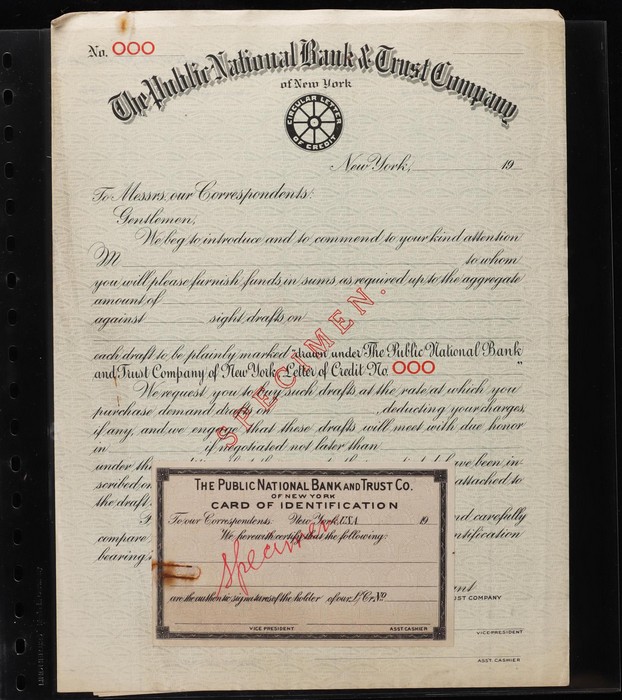 No. 000
The Public National Bank & Trust Company
of New York
CIRCULAR LETTER OF CREDIT
New York, 19
To Messrs. our Correspondents:
Gentlemen,
We beg to introduce and to commend to your kind attention
M to whom
you will please furnish funds, in sums as required, up to the aggregate
amount of
against sight drafts on
SPECIMEN.
each draft to be plainly marked "drawn under The Public National Bank
and Trust Company of New York, Letter of Credit No. 000 "
We request you to buy such drafts at the rate at which you
purchase demand drafts on , deducting your charges,
if any, and we engage that these drafts will meet with due honor
in if negotiated not later than
under the have been in-
scribed on attached to
the draft.
and carefully
compare identification
bearing
THE PUBLIC NATIONAL BANK AND TRUST CO.
OF NEW YORK
CARD OF IDENTIFICATION
To our Correspondents: New York, U.S.A. 19
We herewith certify that the following:
Specimen
are the authentic signatures of the holder of our L/Cr. No
VICE PRESIDENT ASST. CASHIER
UST COMPANY
VICE-PRESIDENT
ASST. CASHIER